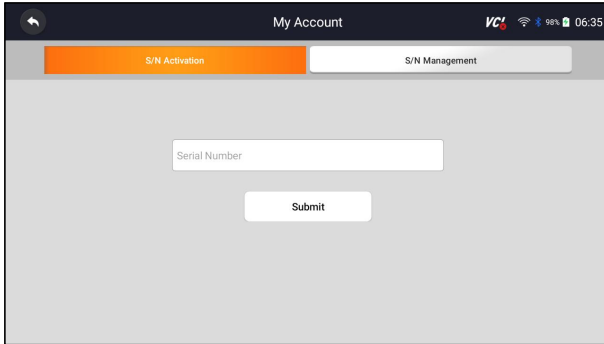 My Account
VCI
98%
06:35
S/N Activation
S/N Management
Serial Number
Submit